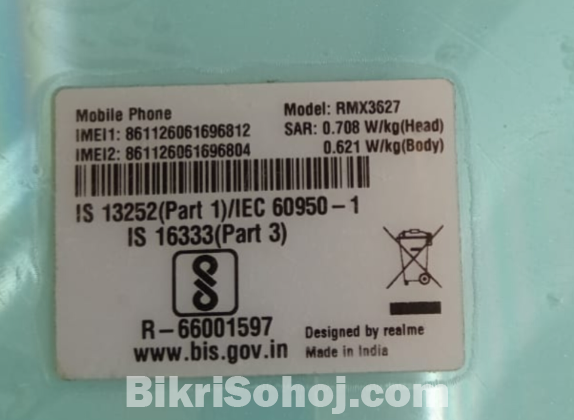 Mobile Phone
Model: RMX3627
IMEI1: 861126061696812
SAR: 0.708 W/kg(Head)
IMEI2: 861126061696804
0.621 W/kg(Body)
IS 13252(Part 1)/IEC 60950-1
IS 16333(Part 3)
R-66001597
www.bis.gov.in
Designed by realme
Made in India
BikriSohoj.com